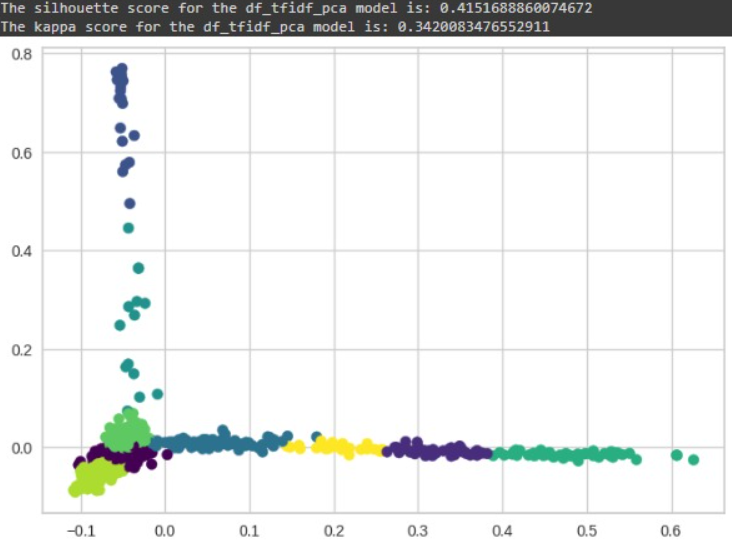 The silhouette score for the df_tfidf_pca model is: 0.4151688860074672
The kappa score for the df_tfidf_pca model is: 0.3420083476552911
0.8
0.6
0.4
0.2
0.0
−0.1 0.0 0.1 0.2 0.3 0.4 0.5 0.6